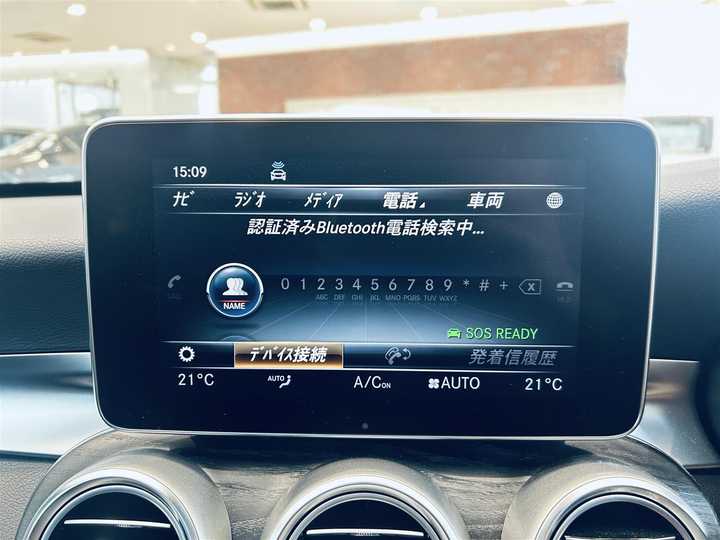 15:09
ナビ ラジオ メディア 電話 車両
認証済みBluetooth電話検索中...
NAME 0 1 2 3 4 5 6 7 8 9 * # +
ABC DEF GHI JKL MNO PQRS TUV WXYZ
SOS READY
デバイス接続 発着信履歴
21°C AUTO A/C ON AUTO 21°C